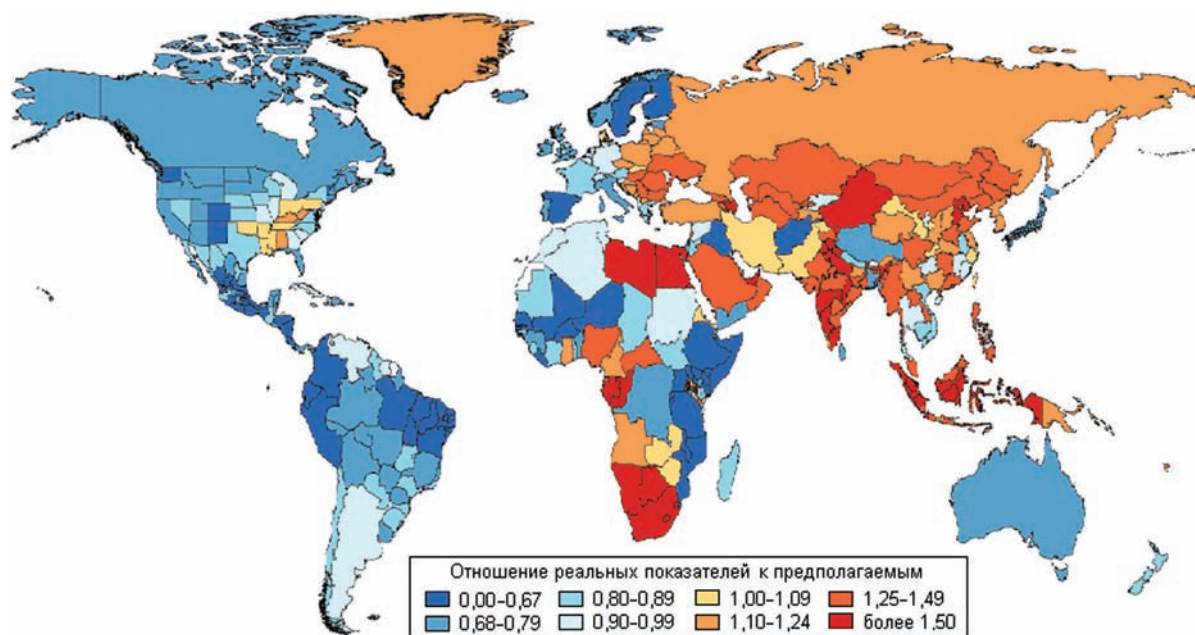 Отношение реальных показателей к предполагаемым
0,00–0,67 0,80–0,89 1,00–1,09 1,25–1,49
0,68–0,79 0,90–0,99 1,10–1,24 более 1.50